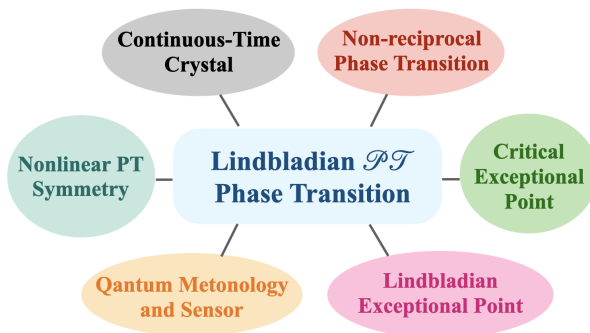 Continuous-Time
Crystal
Non-reciprocal
Phase Transition
Nonlinear PT
Symmetry
Lindbladian 𝒫𝒯
Phase Transition
Critical
Exceptional
Point
Qantum Metonology
and Sensor
Lindbladian
Exceptional Point